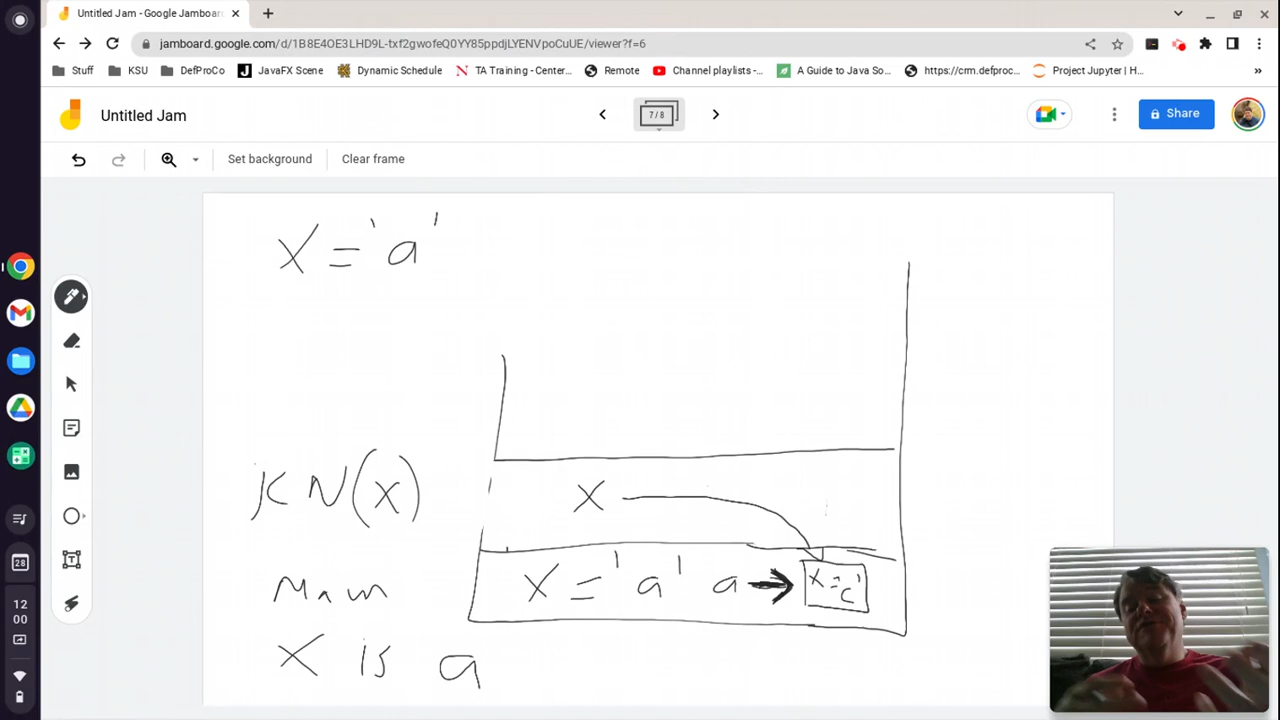 Untitled Jam - Google Jamboard
jamboard.google.com/d/1B8E4OE3LHD9L-txf2gwofeQ0YY85ppdjLYENVpoCuUE/viewer?f=6
Stuff KSU DefProCo JavaFX Scene Dynamic Schedule TA Training - Center... Remote Channel playlists -... A Guide to Java So... https://crm.defproc... Project Jupyter | H... »
Untitled Jam
7 / 8
Share
Set background Clear frame
X = 'a'
KN(X)
X
X = 'a' a
X = 'c'
X is a
28
12
00